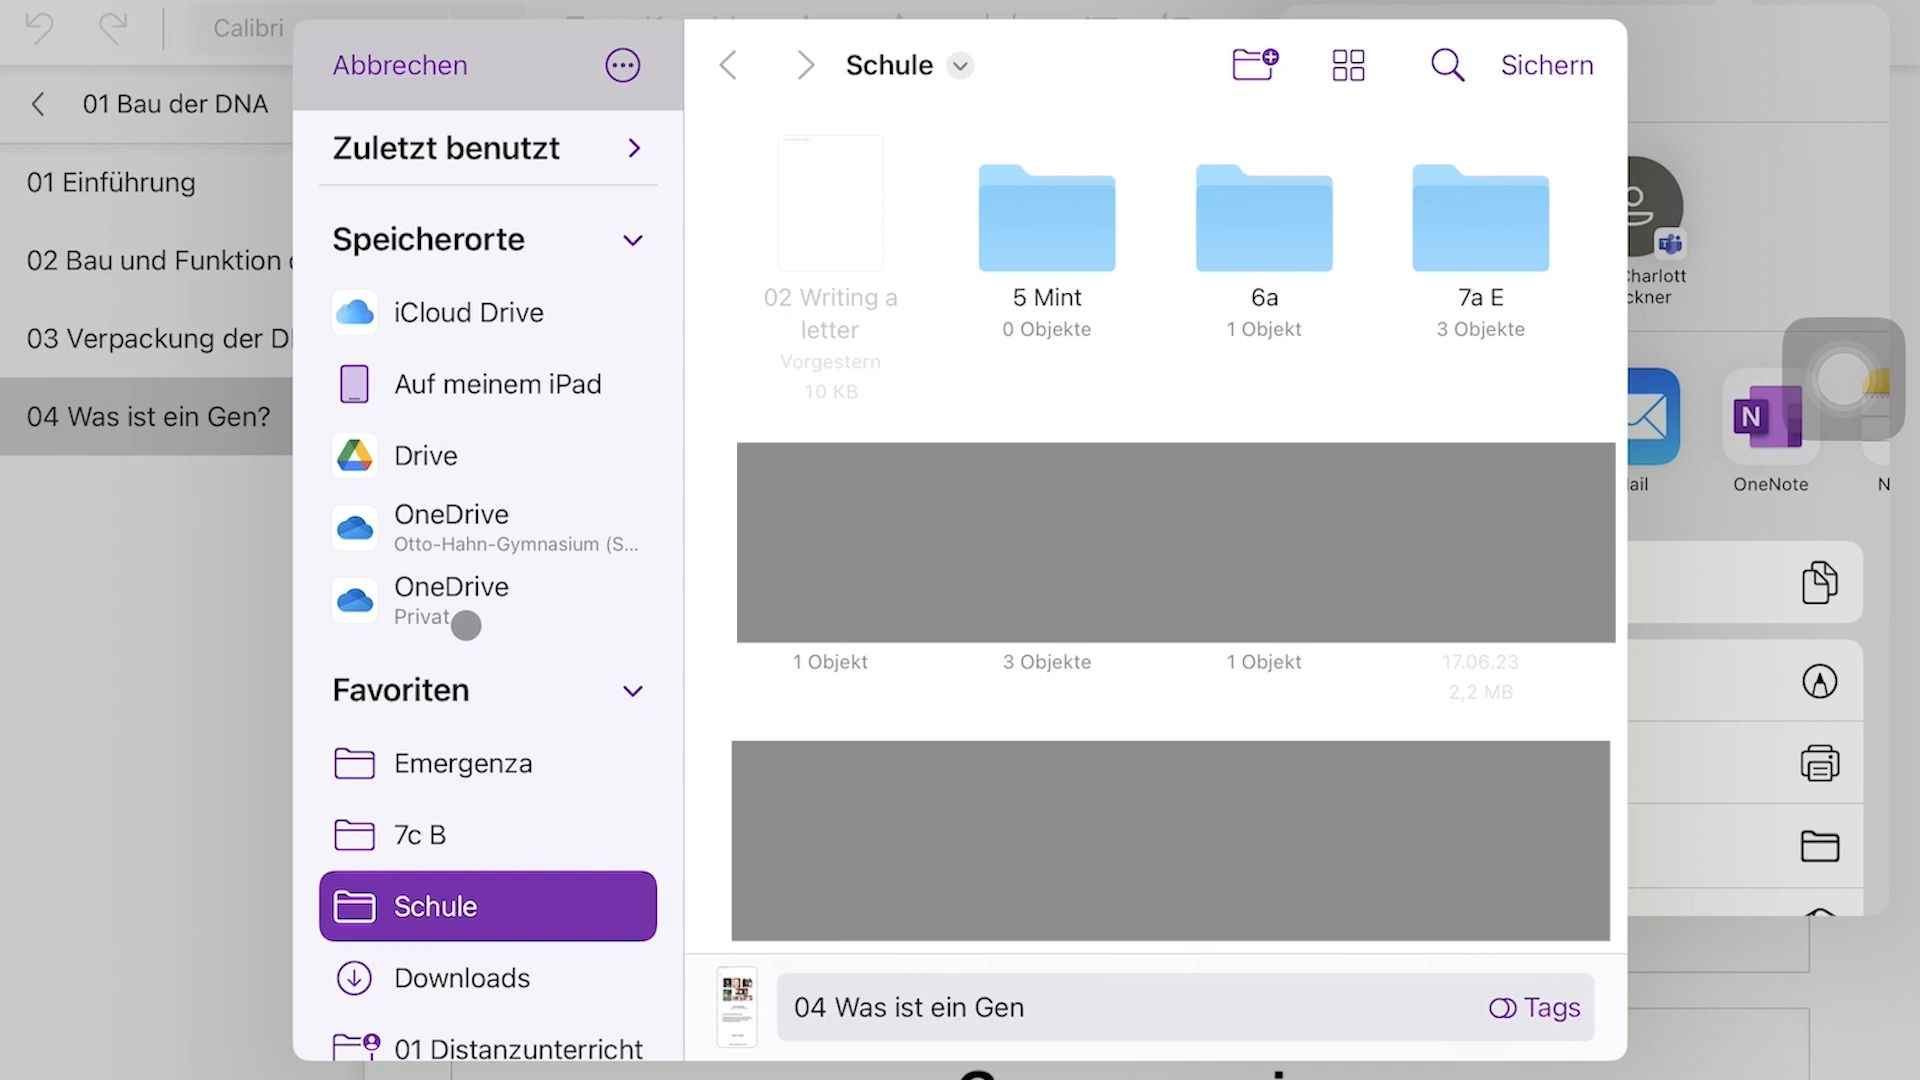 Calibri
01 Bau der DNA
01 Einführung
02 Bau und Funktion
03 Verpackung der
04 Was ist ein Gen?
Abbrechen
Zuletzt benutzt
Speicherorte
iCloud Drive
Auf meinem iPad
Drive
OneDrive
Otto-Hahn-Gymnasium (S...
OneDrive
Privat
Favoriten
Emergenza
7c B
Schule
Downloads
01 Distanzunterricht
Schule
Sichern
02 Writing a
letter
Vorgestern
10 KB
5 Mint
0 Objekte
6a
1 Objekt
7a E
3 Objekte
1 Objekt
3 Objekte
1 Objekt
17.06.23
2,2 MB
04 Was ist ein Gen
Tags
harlott
ckner
ail
N
OneNote
N